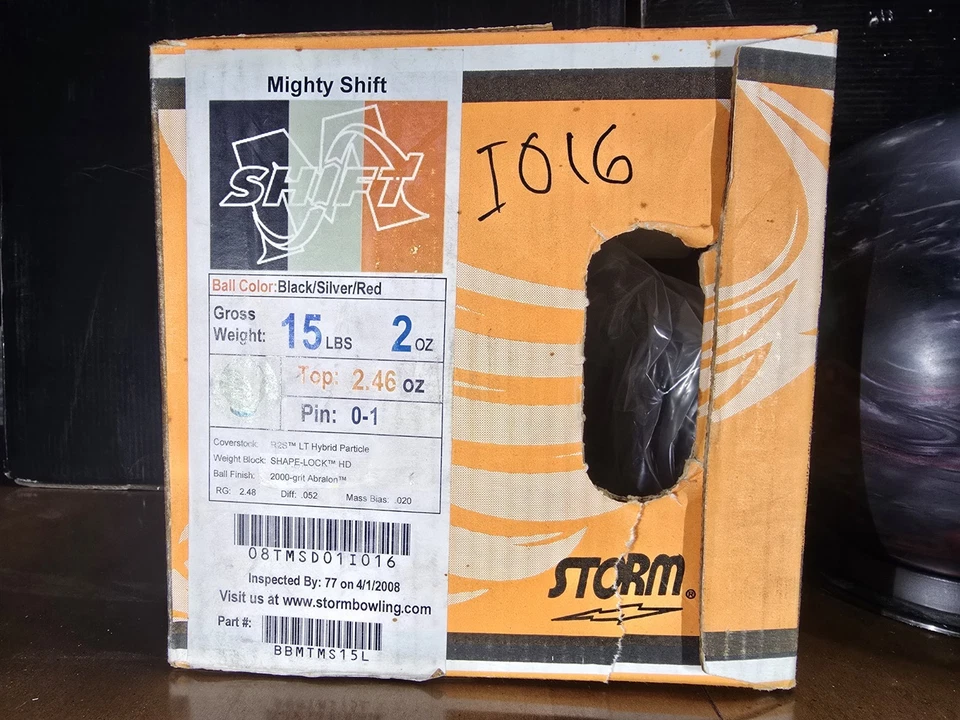 Mighty Shift
SHIFT
IO16
Ball Color:Black/Silver/Red
Gross
Weight: 15 LBS 2 OZ
Top: 2.46 oz
Pin: 0-1
Coverstock: R2S™ LT Hybrid Particle
Weight Block: SHAPE-LOCK™ HD
Ball Finish: 2000-grit Abralon™
RG: 2.48 Diff: .052 Mass Bias: .020
08TMSD01I016
Inspected By: 77 on 4/1/2008
Visit us at www.stormbowling.com
Part #:
BBMTMS15L
STORM®